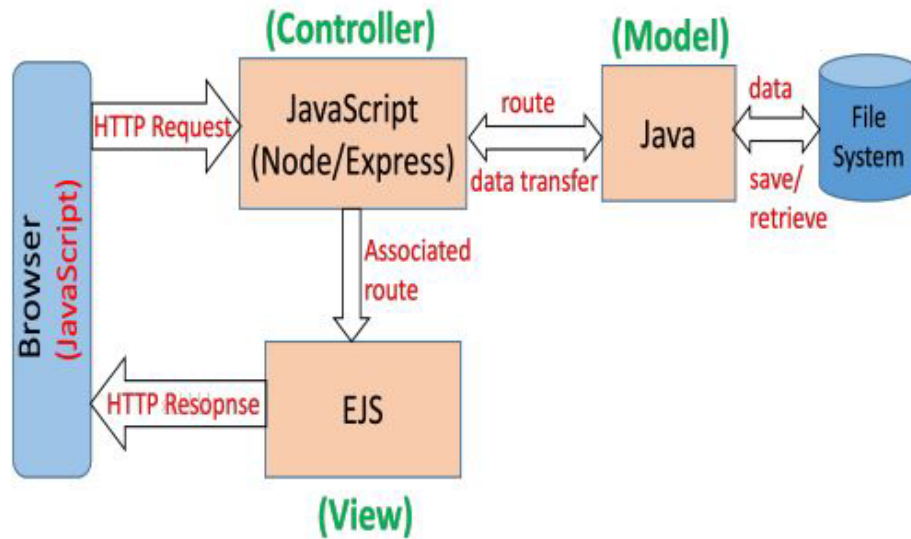 (Controller)
(Model)
Browser
(JavaScript)
HTTP Request
JavaScript
(Node/Express)
route
data transfer
Java
data
save/
retrieve
File
System
Associated
route
HTTP Resopnse
EJS
(View)